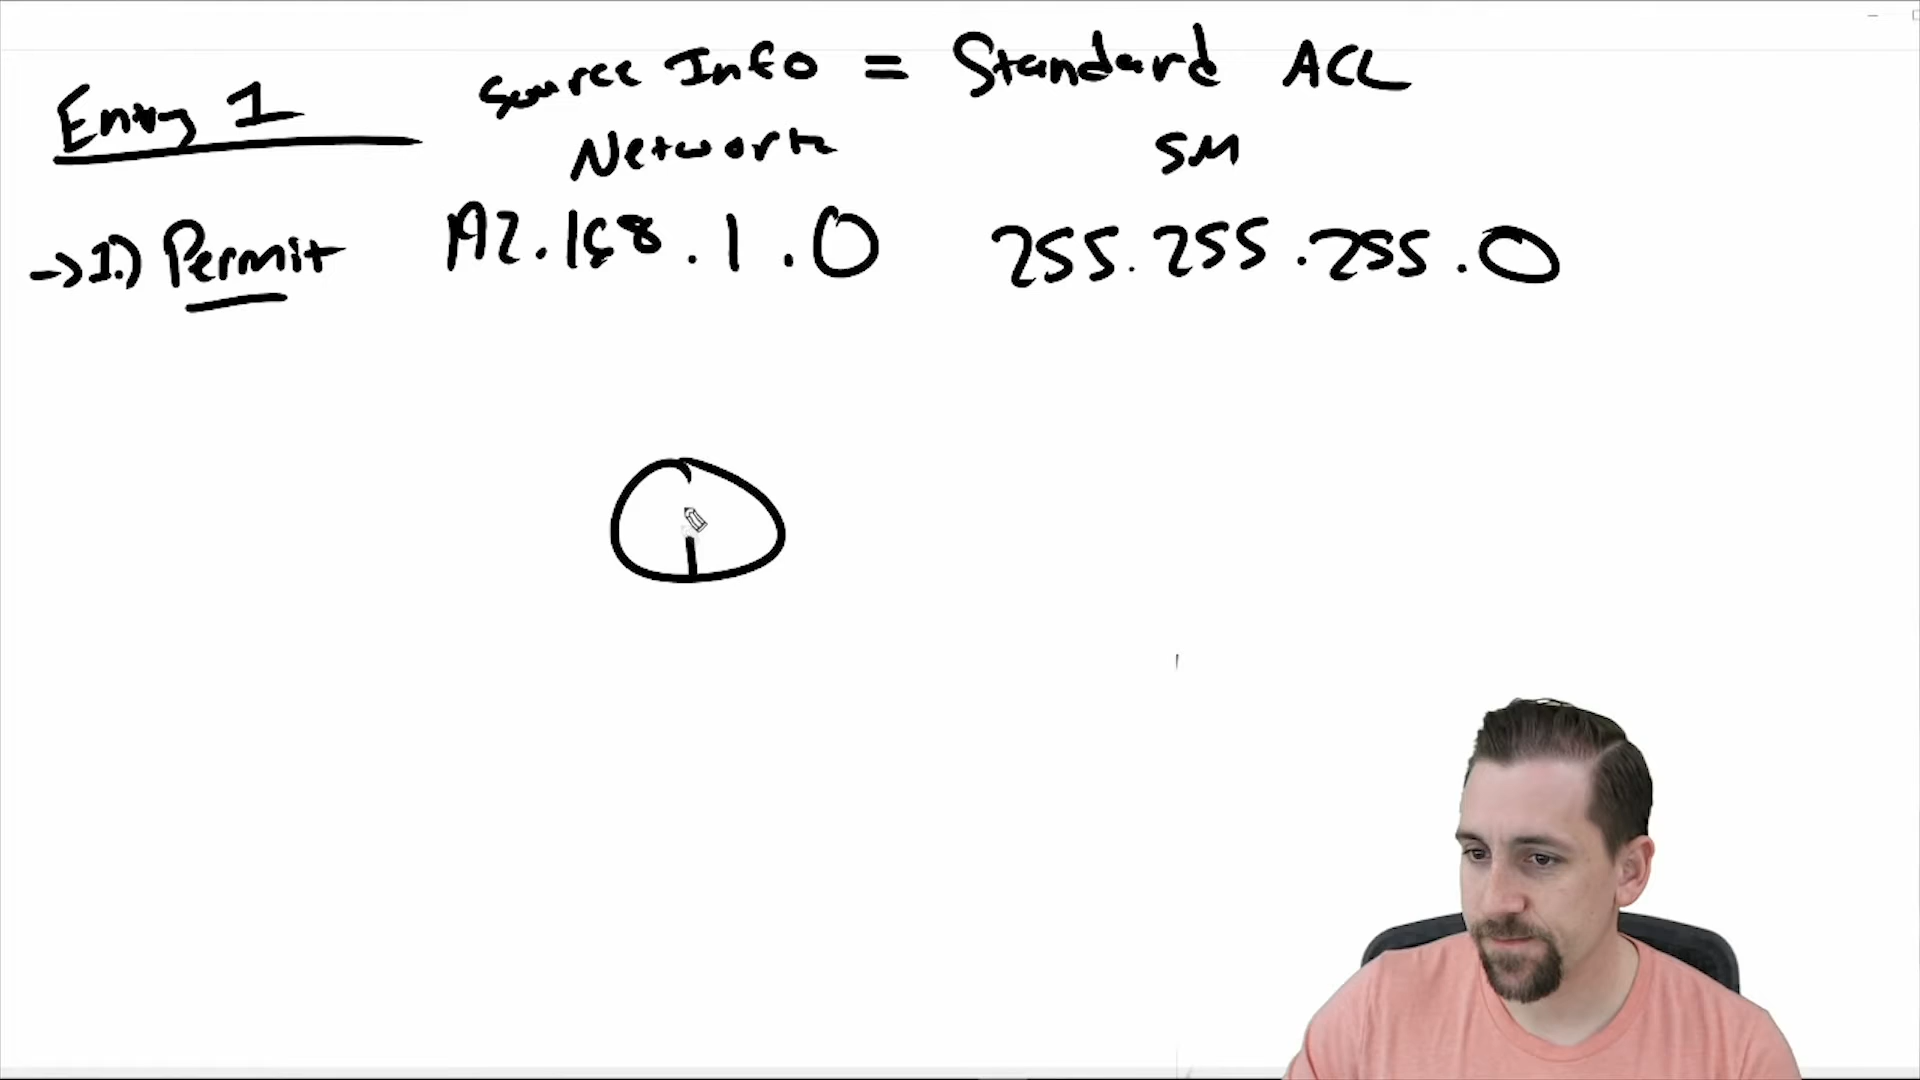 Source Info = Standard ACL
Entry 1
Network SM
→1.) Permit 192.168.1.0 255.255.255.0